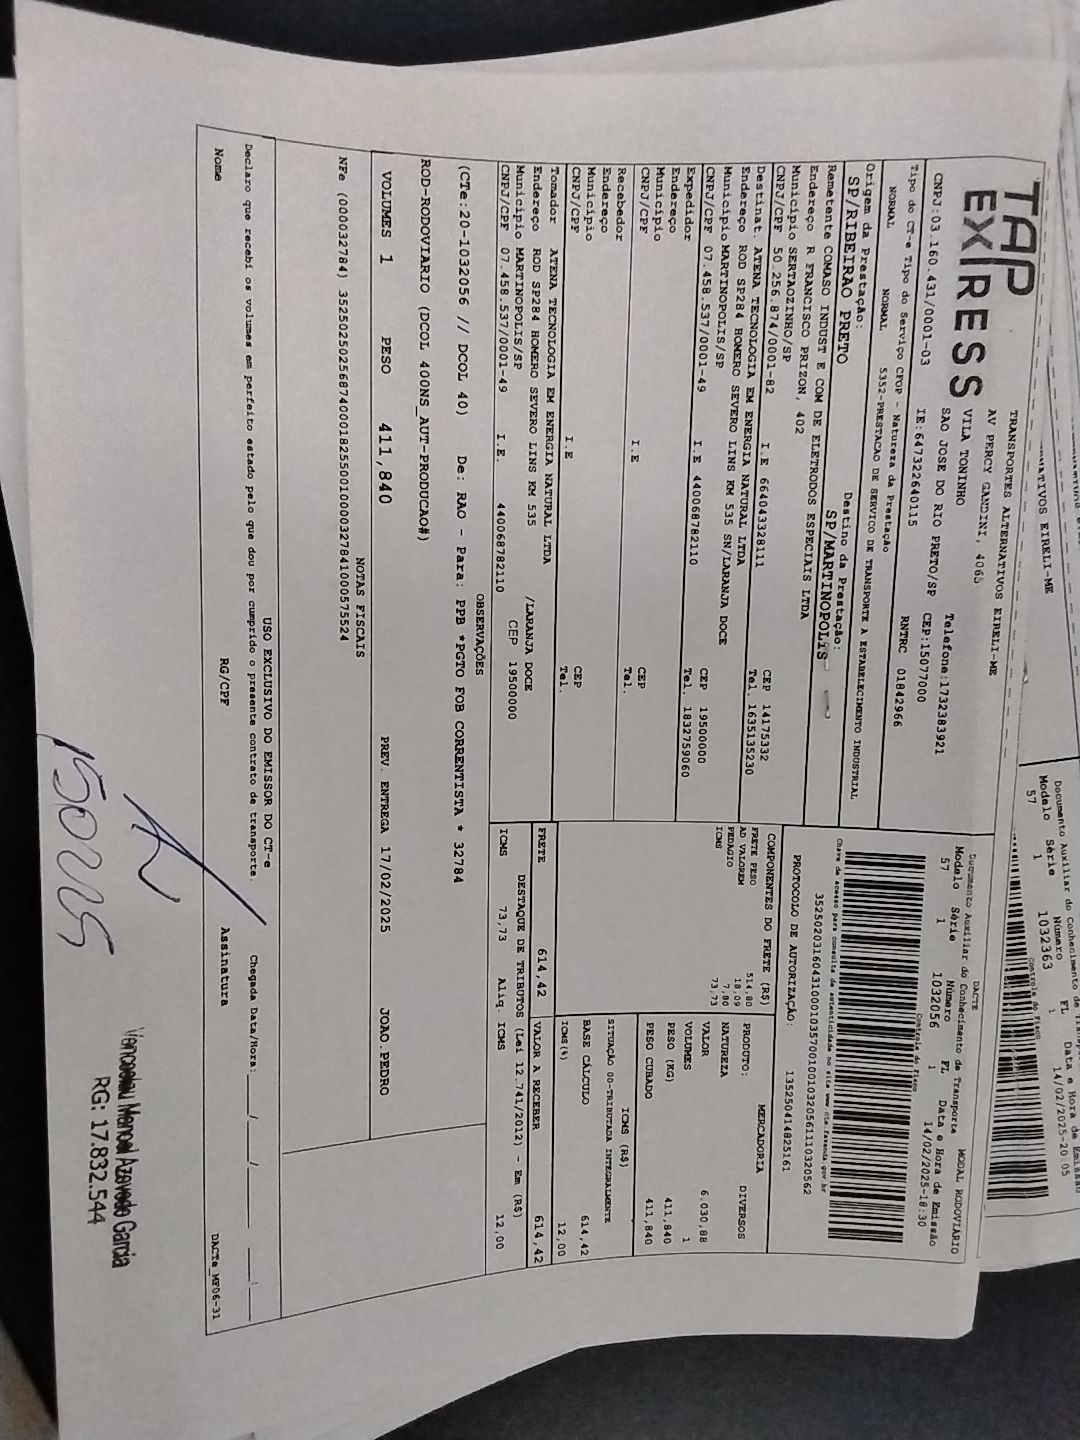 TAP EXPRESS
TRANSPORTES ALTERNATIVOS EIRELI-ME
AV PERCY GANDINI, 4065
VILA TONINHO
SAO JOSE DO RIO PRETO/SP Telefone:1732383921
CNPJ:03.160.431/0001-03 IE:647322640115 CEP:15077000
RNTRC 01842966
Tipo do CT-e Tipo do Serviço CFOP - Natureza da Prestação
NORMAL NORMAL 5352-PRESTACAO DE SERVICO DE TRANSPORTE A ESTABELECIMENTO INDUSTRIAL
Origem da Prestação: Destino da Prestação:
SP/RIBEIRAO PRETO SP/MARTINOPOLIS
Remetente COMASO INDUST E COM DE ELETRODOS ESPECIAIS LTDA
Endereço R FRANCISCO PRIZON, 402
Município SERTAOZINHO/SP CEP 14175332
CNPJ/CPF 50.256.874/0001-82 I.E 664043328111 Tel. 1635135230
Destinat. ATENA TECNOLOGIA EM ENERGIA NATURAL LTDA
Endereço ROD SP284 HOMERO SEVERO LINS KM 535 SN/LARANJA DOCE
Município MARTINOPOLIS/SP CEP 19500000
CNPJ/CPF 07.458.537/0001-49 I.E 440068782110 Tel. 1832759060
Expedidor
Endereço
Município CEP
CNPJ/CPF I.E Tel.
Recebedor
Endereço
Município CEP
CNPJ/CPF I.E Tel.
Tomador ATENA TECNOLOGIA EM ENERGIA NATURAL LTDA
Endereço ROD SP284 HOMERO SEVERO LINS KM 535 /LARANJA DOCE
Município MARTINOPOLIS/SP CEP 19500000
CNPJ/CPF 07.458.537/0001-49 I.E. 440068782110
DACTE MODAL RODOVIÁRIO
Documento Auxiliar do Conhecimento de Transporte
Modelo Série Número FL Data e Hora de Emissão
57 1 1032056 1 14/02/2025-18:30
Controle do Fisco
Chave de acesso para consulta de autenticidade no site www.cte.fazenda.gov.br
35250203160431000103570010010320561110320562
PROTOCOLO DE AUTORIZAÇÃO: 135250414825161
COMPONENTES DO FRETE (R$)
FRETE PESO 514,80
AD VALOREM 18,09
PEDAGIO 7,80
ICMS 73,73
MERCADORIA
PRODUTO: DIVERSOS
NATUREZA
VALOR 6.030,88
VOLUMES 1
PESO (KG) 411,840
PESO CUBADO 411,840
ICMS (R$)
SITUAÇÃO 00-TRIBUTADA INTEGRALMENTE
BASE CÁLCULO 614,42
ICMS(%) 12,00
FRETE 614,42 VALOR A RECEBER 614,42
DESTAQUE DE TRIBUTOS (Lei 12.741/2012) - Em (R$)
ICMS 73,73 Aliq. ICMS 12,00
OBSERVAÇÕES
(CTe:20-1032056 // DCOL 40) De: RAO - Para: PPB *PGTO FOB CORRENTISTA * 32784
ROD-RODOVIARIO (DCOL 400NS_AUT-PRODUCAO#)
VOLUMES 1 PESO 411,840 PREV. ENTREGA 17/02/2025 JOAO.PEDRO
NOTAS FISCAIS
NFe (000032784) 35250250256874000182550010000327841000575524
USO EXCLUSIVO DO EMISSOR DO CT-e
Declaro que recebi os volumes em perfeito estado pelo que dou por cumprido o presente contrato de transporte. Chegada Data/Hora:____/____/____ ____:____
Nome RG/CPF Assinatura DACTe_MF06-31
Venceslau Manoel Azevedo Garcia
RG: 17.832.544
Documento Auxiliar do Conhecimento de
Modelo Série Número FL Data e Hora de Emissão
57 1 1032363 1 14/02/2025-20:05
Controle do Fisco